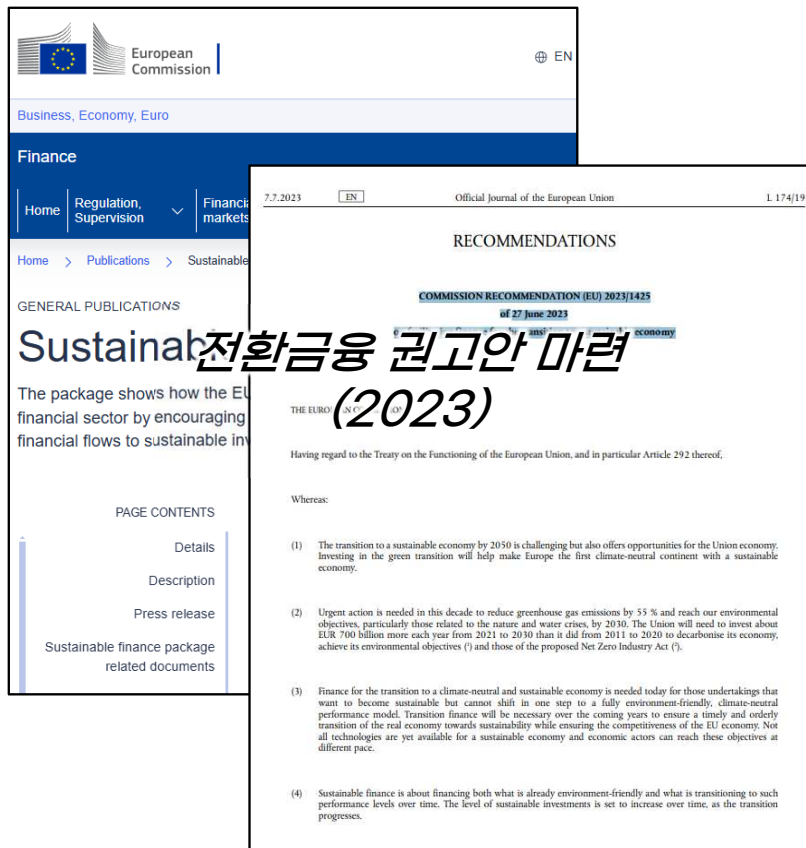 European
Commission
EN
Business, Economy, Euro
Finance
Home
Regulation,
Supervision
markets
Home > Publications > Sustainable
GENERAL PUBLICATIONS
The package shows how the EU
financial sector by encouraging
financial flows to sustainable
PAGE CONTENTS
Details
Description
Press release
Sustainable finance package
related documents
7.7.2023 EN Official Journal of the European Union L 174/19
RECOMMENDATIONS
COMMISSION RECOMMENDATION (EU) 2023/1425
of 27 June 2023
economy
전환금융 권고안 마련
(2023)
THE
Having regard to the Treaty on the Functioning of the European Union, and in particular Article 292 thereof,
Whereas:
(1) The transition to a sustainable economy by 2050 is challenging but also offers opportunities for the Union economy.
Investing in the green transition will help make Europe the first climate-neutral continent with a sustainable
economy.
(2) Urgent action is needed in this decade to reduce greenhouse gas emissions by 55 % and reach our environmental
objectives, particularly those related to the nature and water crises, by 2030. The Union will need to invest about
EUR 700 billion more each year from 2021 to 2030 than it did from 2011 to 2020 to decarbonise its economy,
achieve its environmental objectives (¹) and those of the proposed Net Zero Industry Act (²).
(3) Finance for the transition to a climate-neutral and sustainable economy is needed today for those undertakings that
want to become sustainable but cannot shift in one step to a fully environment-friendly, climate-neutral
performance model. Transition finance will be necessary over the coming years to ensure a timely and orderly
transition of the real economy towards sustainability while ensuring the competitiveness of the EU economy. Not
all technologies are yet available for a sustainable economy and economic actors can reach these objectives at
different pace.
(4) Sustainable finance is about financing both what is already environment-friendly and what is transitioning to such
performance levels over time. The level of sustainable investments is set to increase over time, as the transition
progresses.